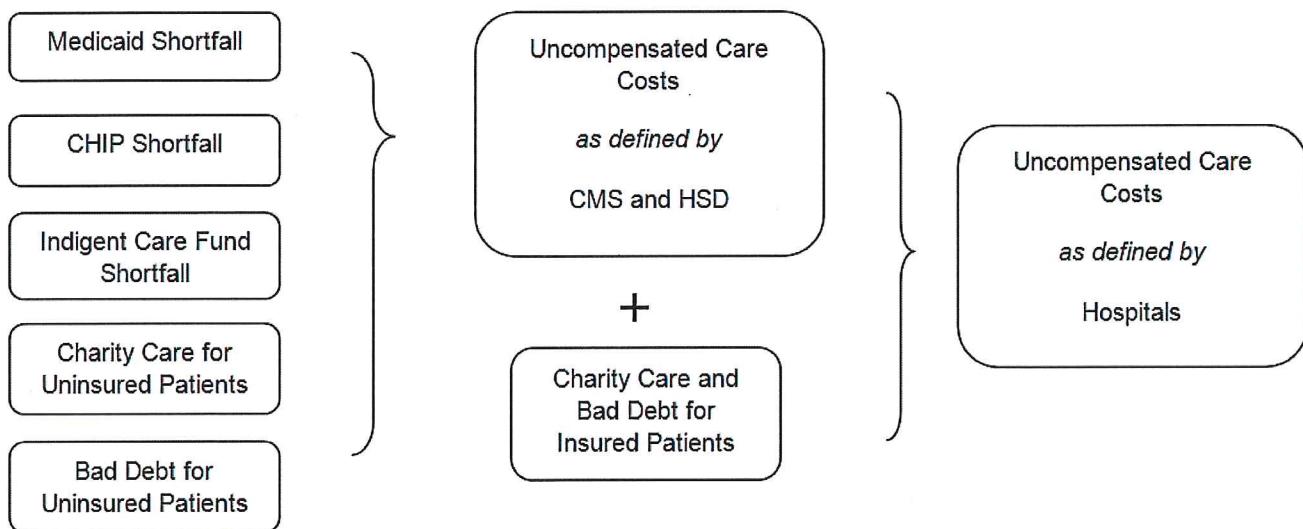 Medicaid Shortfall
CHIP Shortfall
Indigent Care Fund
Shortfall
Charity Care for
Uninsured Patients
Bad Debt for
Uninsured Patients
Uncompensated Care
Costs
as defined by
CMS and HSD
+
Charity Care and
Bad Debt for
Insured Patients
Uncompensated Care
Costs
as defined by
Hospitals